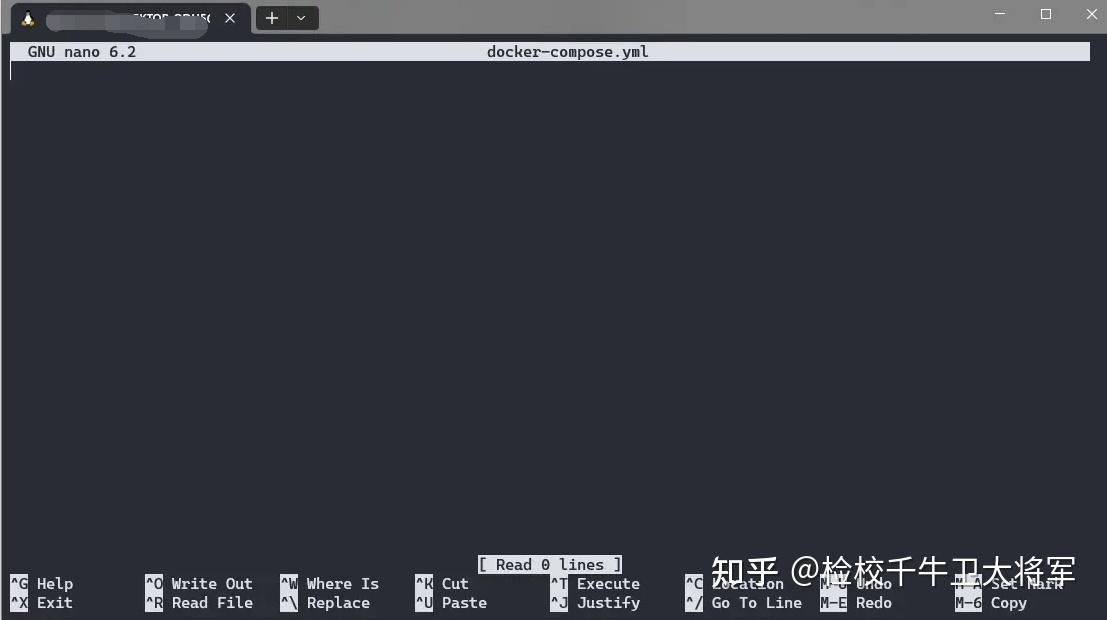 GNU nano 6.2 docker-compose.yml
[ Read 0 lines ]
^G Help ^O Write Out ^W Where Is ^K Cut ^T Execute ^C Location M-U Undo M-A Set Mark
^X Exit ^R Read File ^\ Replace ^U Paste ^J Justify ^/ Go To Line M-E Redo M-6 Copy
知乎 @检校千牛卫大将军